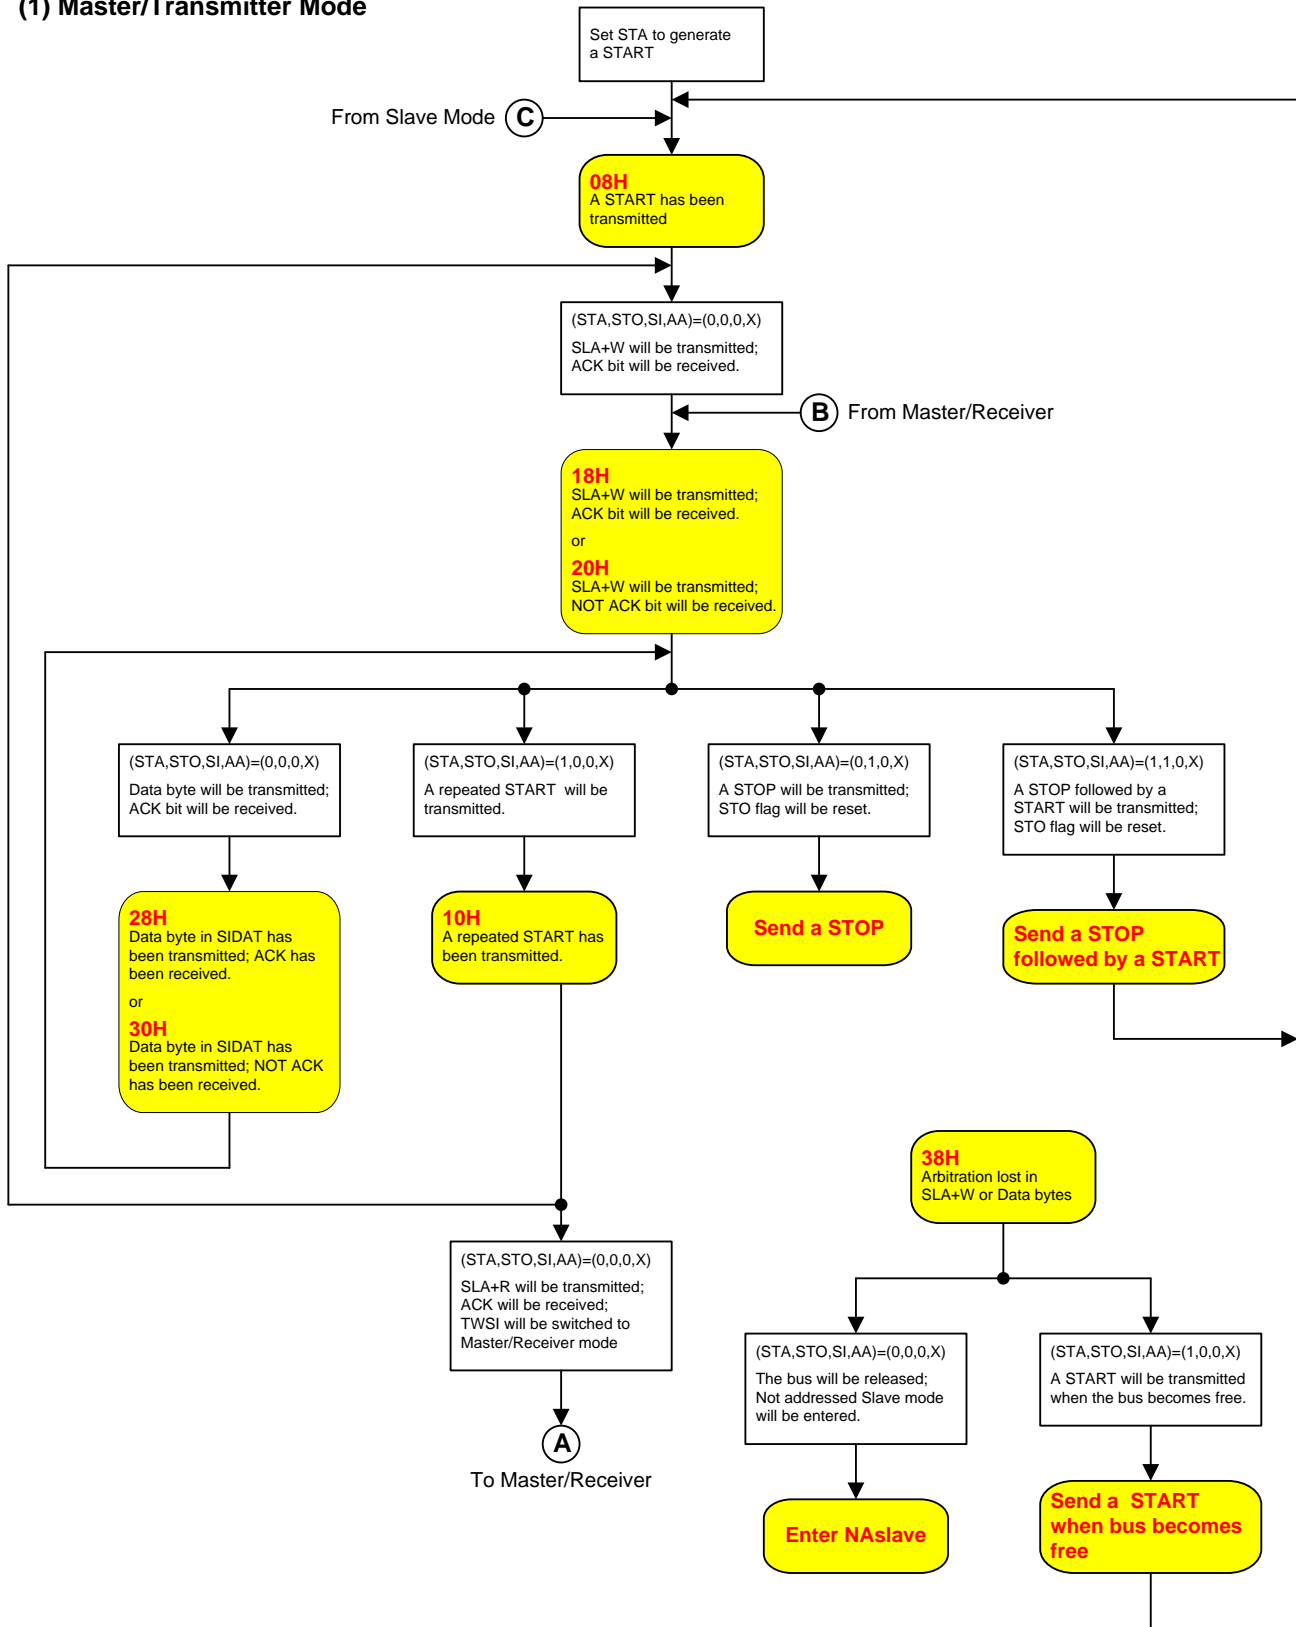 (1) Master/Transmitter Mode
Set STA to generate
a START
From Slave Mode
C
08H
A START has been
transmitted
(STA,STO,SI,AA)=(0,0,0,X)
SLA+W will be transmitted;
ACK bit will be received.
B
From Master/Receiver
18H
SLA+W will be transmitted;
ACK bit will be received.
or
20H
SLA+W will be transmitted;
NOT ACK bit will be received.
(STA,STO,SI,AA)=(0,0,0,X)
Data byte will be transmitted;
ACK bit will be received.
(STA,STO,SI,AA)=(1,0,0,X)
A repeated START will be
transmitted.
(STA,STO,SI,AA)=(0,1,0,X)
A STOP will be transmitted;
STO flag will be reset.
(STA,STO,SI,AA)=(1,1,0,X)
A STOP followed by a
START will be transmitted;
STO flag will be reset.
28H
Data byte in SIDAT has
been transmitted; ACK has
been received.
or
30H
Data byte in SIDAT has
been transmitted; NOT ACK
has been received.
10H
A repeated START has
been transmitted.
Send a STOP
Send a STOP
followed by a START
38H
Arbitration lost in
SLA+W or Data bytes
(STA,STO,SI,AA)=(0,0,0,X)
SLA+R will be transmitted;
ACK will be received;
TWSI will be switched to
Master/Receiver mode
(STA,STO,SI,AA)=(0,0,0,X)
The bus will be released;
Not addressed Slave mode
will be entered.
(STA,STO,SI,AA)=(1,0,0,X)
A START will be transmitted
when the bus becomes free.
A
To Master/Receiver
Enter NAslave
Send a START
when bus becomes
free